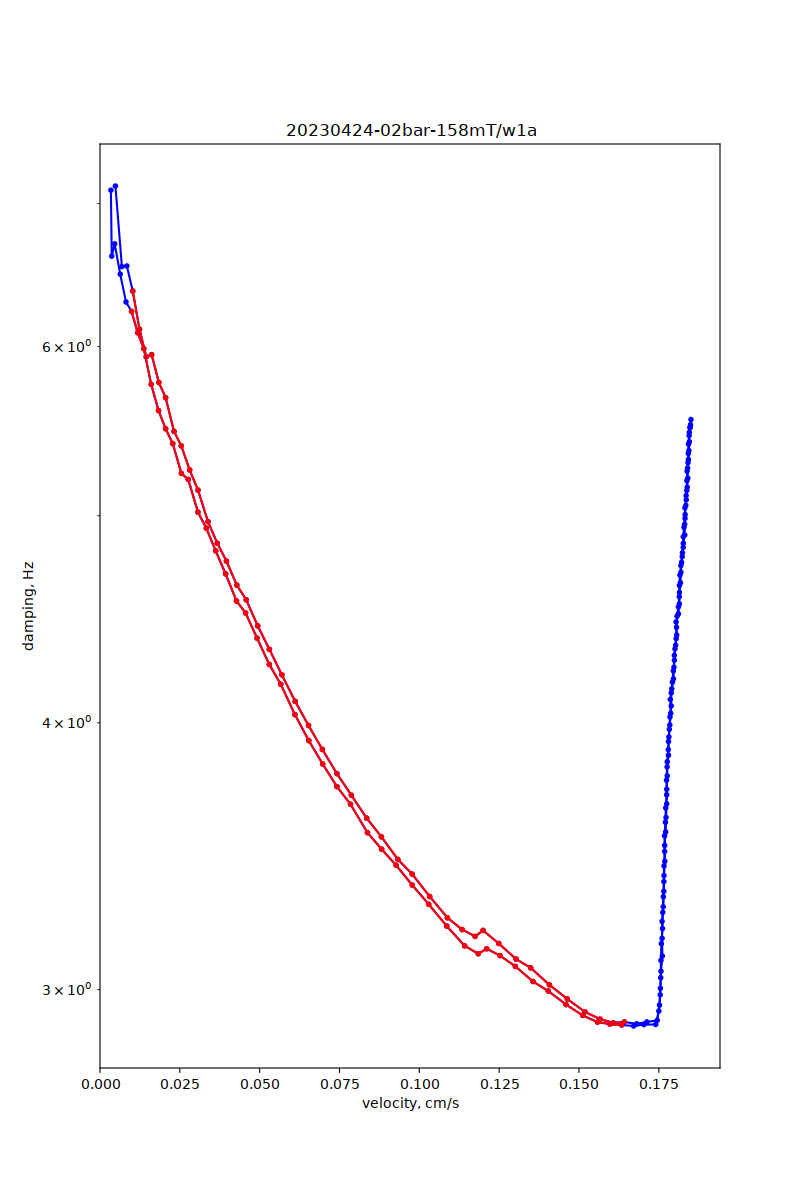 20230424-02bar-158mT/w1a
6 × 10⁰
4 × 10⁰
3 × 10⁰
damping, Hz
0.000 0.025 0.050 0.075 0.100 0.125 0.150 0.175
velocity, cm/s